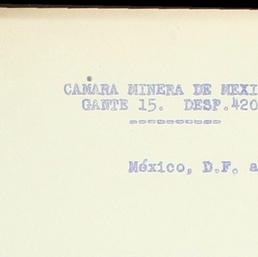 CAMARA MINERA DE MEXI
GANTE 15. DESP.420
México, D.F. a